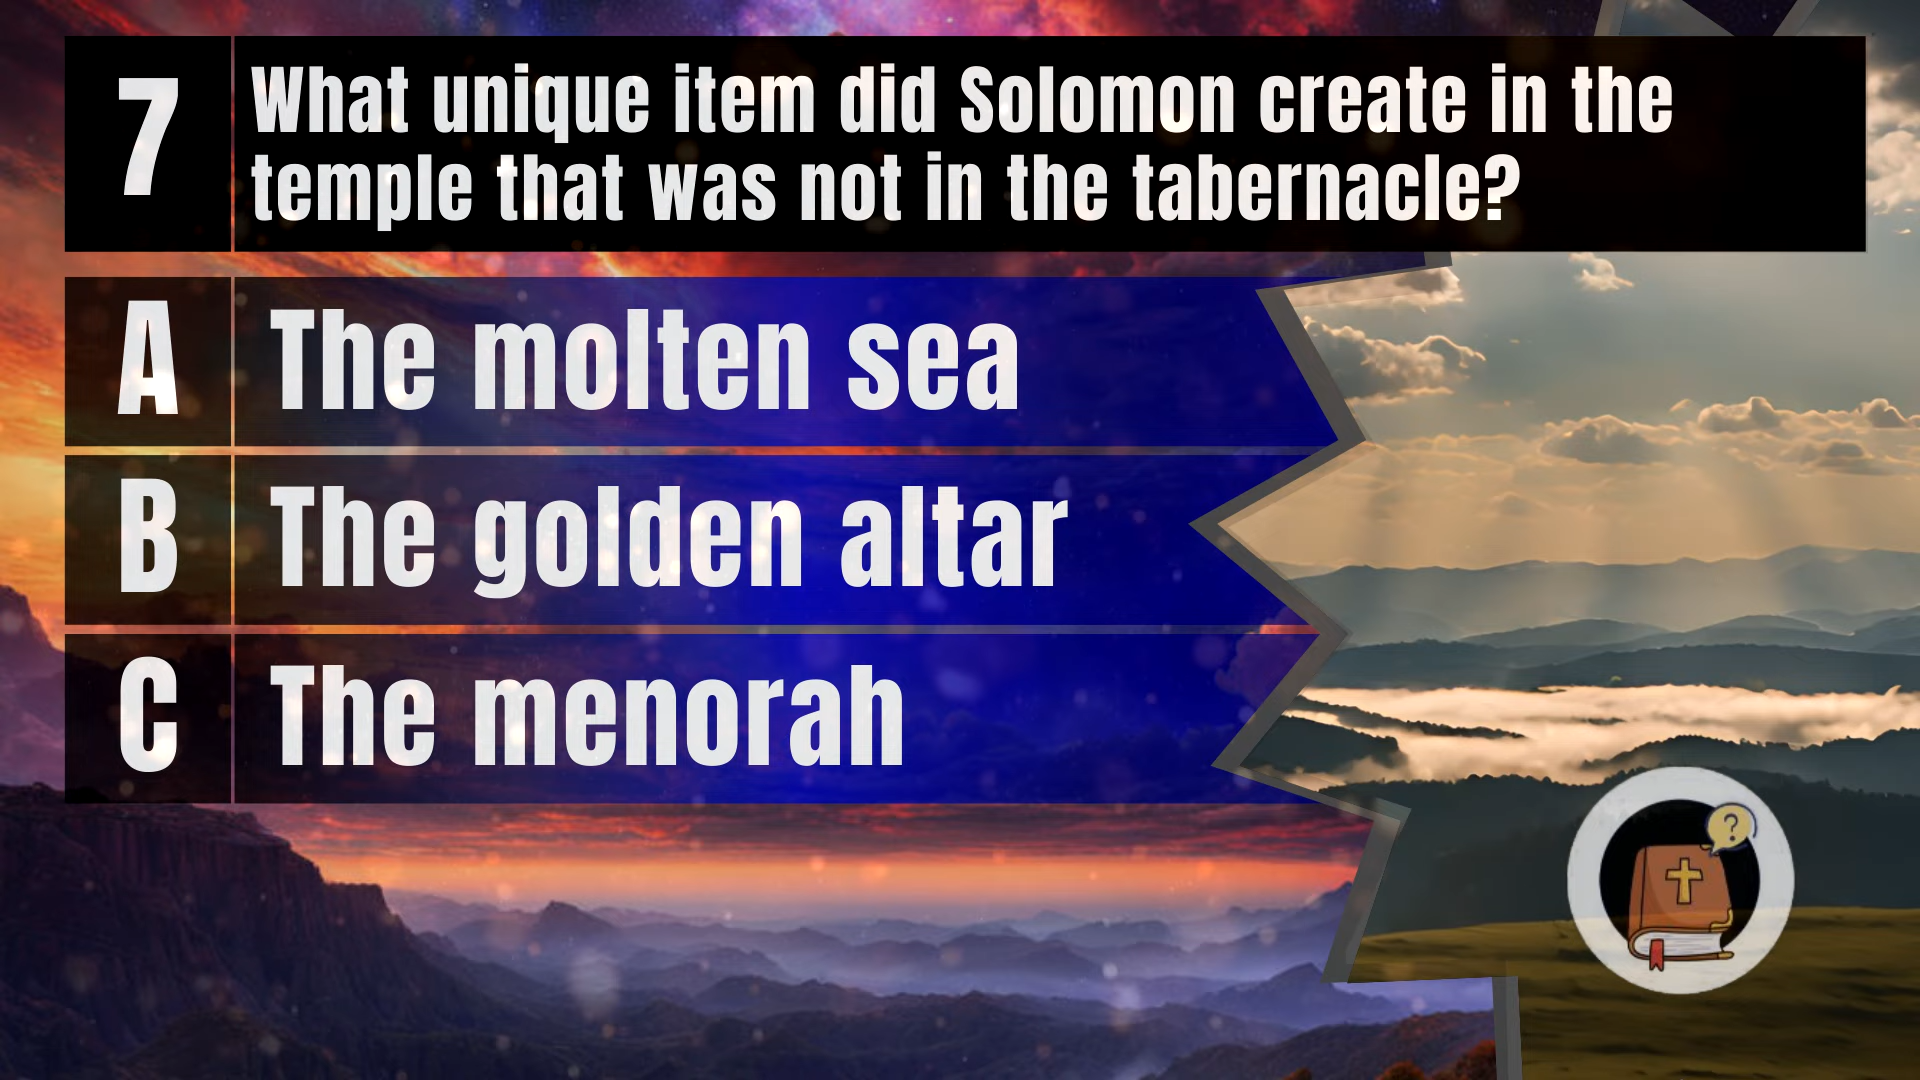 7
What unique item did Solomon create in the
temple that was not in the tabernacle?
A
The molten sea
B
The golden altar
C
The menorah
?